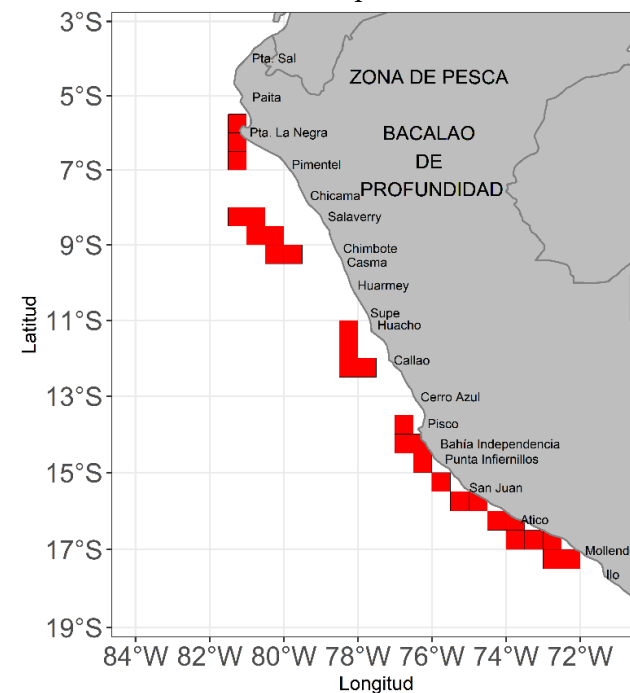 3°S
Pta. Sal
ZONA DE PESCA
5°S
Paita
BACALAO
Pta. La Negra
DE
7°S
Pimentel
PROFUNDIDAD
Chicama
Salaverry
9°S
Chimbote
Casma
Huarmey
Supe
11°S
Huacho
Callao
13°S
Cerro Azul
Pisco
Bahía Independencia
15°S
Punta Infiernillos
San Juan
Atico
17°S
Mollend
Ilo
19°S
84°W 82°W 80°W 78°W 76°W 74°W 72°W
Longitud
Latitud